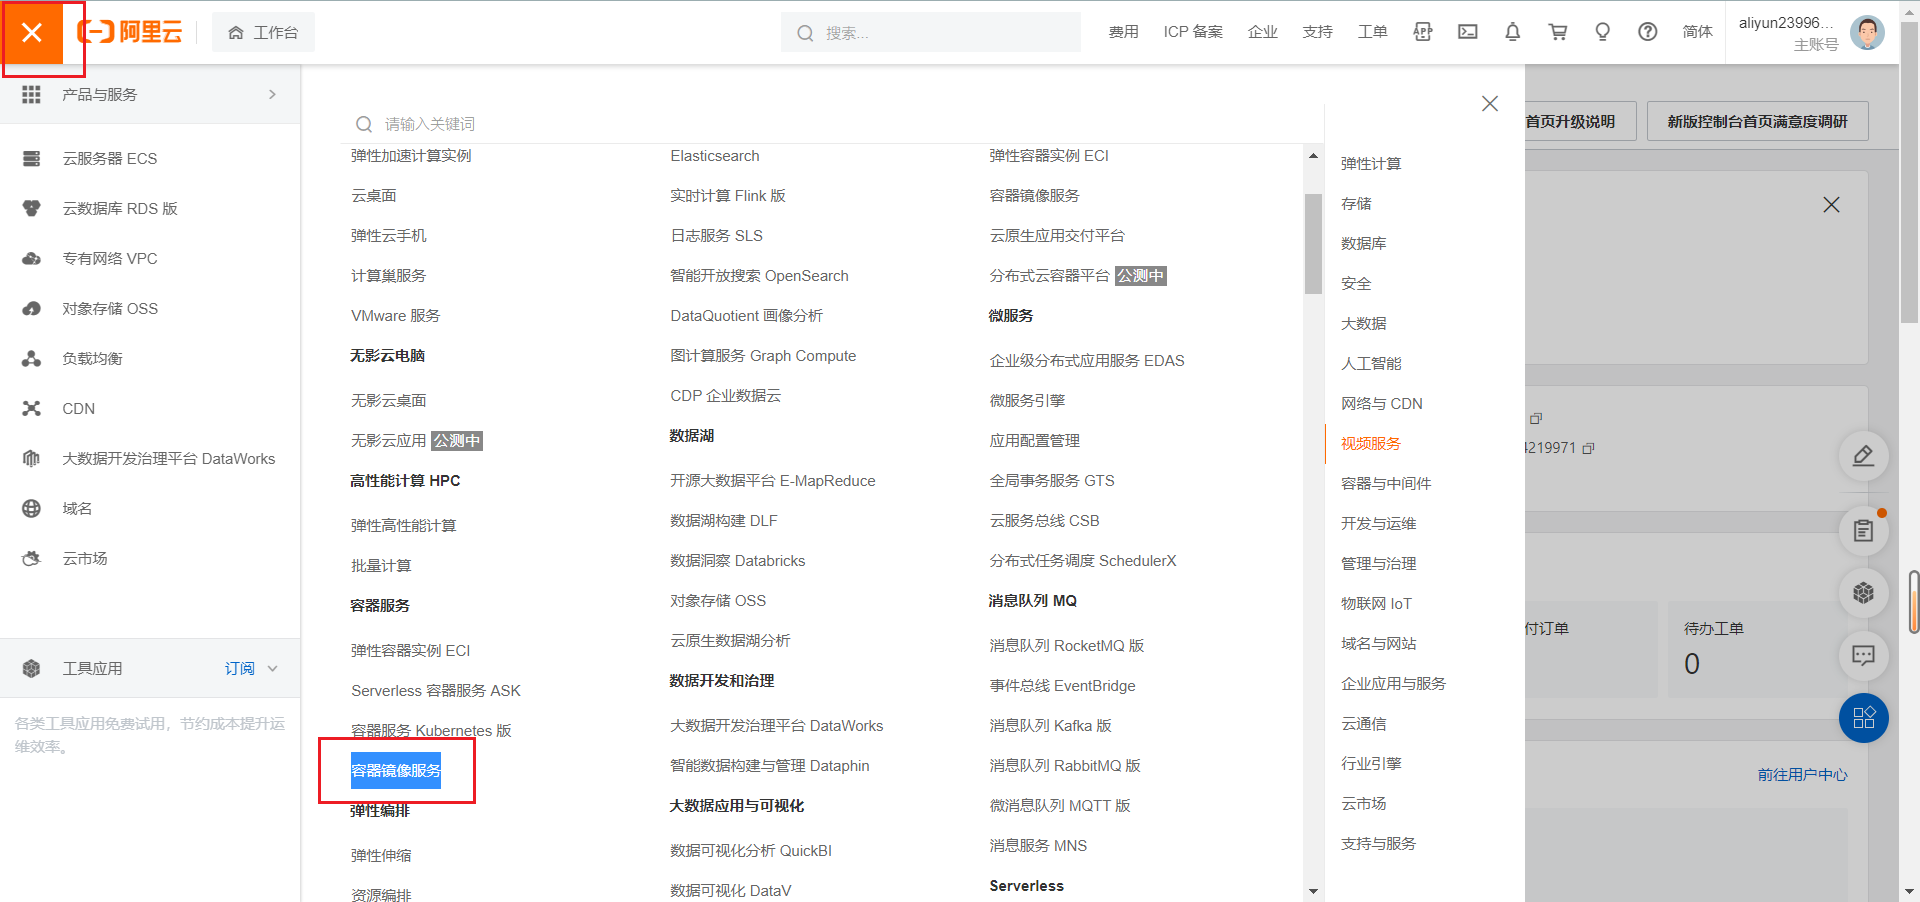 阿里云
工作台
搜索...
费用
ICP 备案
企业
支持
工单
APP
简体
aliyun23996...
主账号
产品与服务
云服务器 ECS
云数据库 RDS 版
专有网络 VPC
对象存储 OSS
负载均衡
CDN
大数据开发治理平台 DataWorks
域名
云市场
工具应用
订阅
各类工具应用免费试用，节约成本提升运
维效率。
请输入关键词
弹性加速计算实例
云桌面
弹性云手机
计算巢服务
VMware 服务
无影云电脑
无影云桌面
无影云应用 公测中
高性能计算 HPC
弹性高性能计算
批量计算
容器服务
弹性容器实例 ECI
Serverless 容器服务 ASK
容器服务 Kubernetes 版
容器镜像服务
弹性编排
弹性伸缩
资源编排
Elasticsearch
实时计算 Flink 版
日志服务 SLS
智能开放搜索 OpenSearch
DataQuotient 画像分析
图计算服务 Graph Compute
CDP 企业数据云
数据湖
开源大数据平台 E-MapReduce
数据湖构建 DLF
数据洞察 Databricks
对象存储 OSS
云原生数据湖分析
数据开发和治理
大数据开发治理平台 DataWorks
智能数据构建与管理 Dataphin
大数据应用与可视化
数据可视化分析 QuickBI
数据可视化 DataV
弹性容器实例 ECI
容器镜像服务
云原生应用交付平台
分布式云容器平台 公测中
微服务
企业级分布式应用服务 EDAS
微服务引擎
应用配置管理
全局事务服务 GTS
云服务总线 CSB
分布式任务调度 SchedulerX
消息队列 MQ
消息队列 RocketMQ 版
事件总线 EventBridge
消息队列 Kafka 版
消息队列 RabbitMQ 版
微消息队列 MQTT 版
消息服务 MNS
Serverless
弹性计算
存储
数据库
安全
大数据
人工智能
网络与 CDN
视频服务
容器与中间件
开发与运维
管理与治理
物联网 IoT
域名与网站
企业应用与服务
云通信
行业引擎
云市场
支持与服务
首页升级说明
新版控制台首页满意度调研
4219971
付订单
待办工单
0
前往用户中心